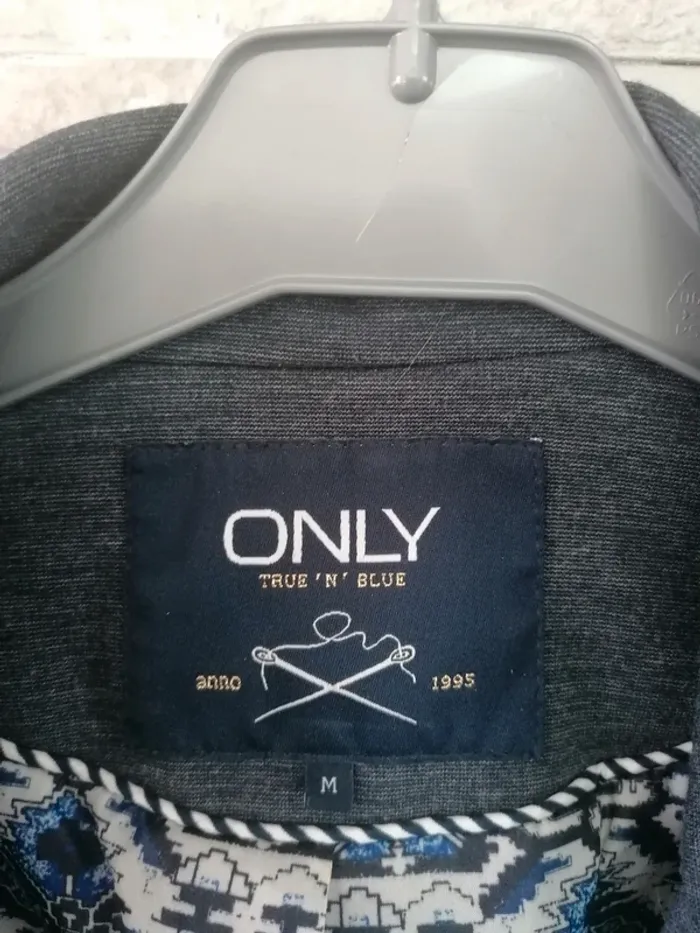 ONLY
TRUE 'N' BLUE
anno 1995
M